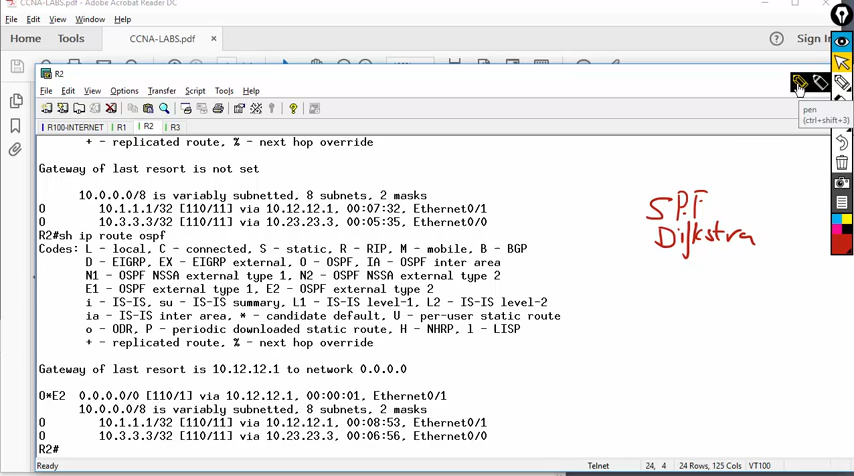 CCNA-LABS.pdf - Adobe Acrobat Reader DC
File Edit View Window Help
Home Tools CCNA-LABS.pdf × Sign In
R2
File Edit View Options Transfer Script Tools Help
R100-INTERNET R1 R2 R3
pen
(ctrl+shift+3)
+ - replicated route, % - next hop override
Gateway of last resort is not set
10.0.0.0/8 is variably subnetted, 8 subnets, 2 masks
O 10.1.1.1/32 [110/11] via 10.12.12.1, 00:07:32, Ethernet0/1
O 10.3.3.3/32 [110/11] via 10.23.23.3, 00:05:35, Ethernet0/0
R2#sh ip route ospf
Codes: L - local, C - connected, S - static, R - RIP, M - mobile, B - BGP
D - EIGRP, EX - EIGRP external, O - OSPF, IA - OSPF inter area
N1 - OSPF NSSA external type 1, N2 - OSPF NSSA external type 2
E1 - OSPF external type 1, E2 - OSPF external type 2
i - IS-IS, su - IS-IS summary, L1 - IS-IS level-1, L2 - IS-IS level-2
ia - IS-IS inter area, * - candidate default, U - per-user static route
o - ODR, P - periodic downloaded static route, H - NHRP, l - LISP
+ - replicated route, % - next hop override
Gateway of last resort is 10.12.12.1 to network 0.0.0.0
O*E2 0.0.0.0/0 [110/1] via 10.12.12.1, 00:00:01, Ethernet0/1
10.0.0.0/8 is variably subnetted, 8 subnets, 2 masks
O 10.1.1.1/32 [110/11] via 10.12.12.1, 00:08:53, Ethernet0/1
O 10.3.3.3/32 [110/11] via 10.23.23.3, 00:06:56, Ethernet0/0
R2#
SPF
Dijkstra
Ready Telnet 24, 4 24 Rows, 125 Cols VT100